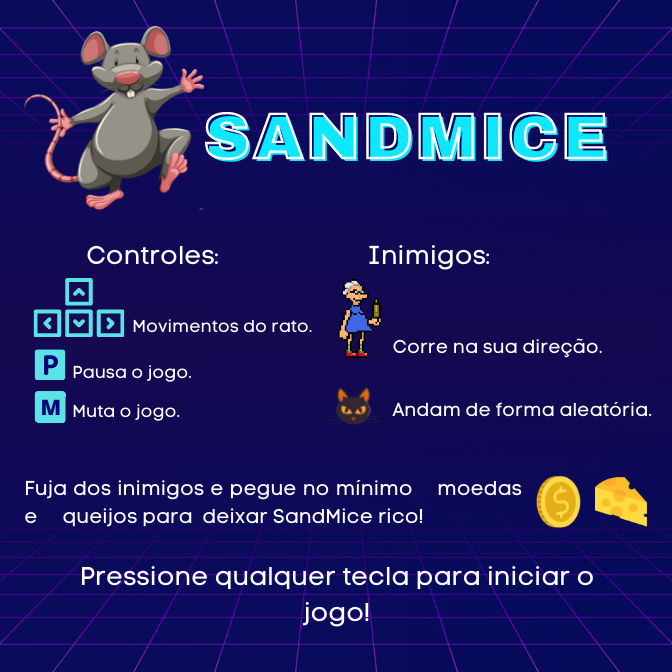 SANDMICE
Controles:
Movimentos do rato.
P Pausa o jogo.
M Muta o jogo.
Inimigos:
Corre na sua direção.
Andam de forma aleatória.
Fuja dos inimigos e pegue no mínimo moedas
e queijos para deixar SandMice rico!
$
Pressione qualquer tecla para iniciar o
jogo!